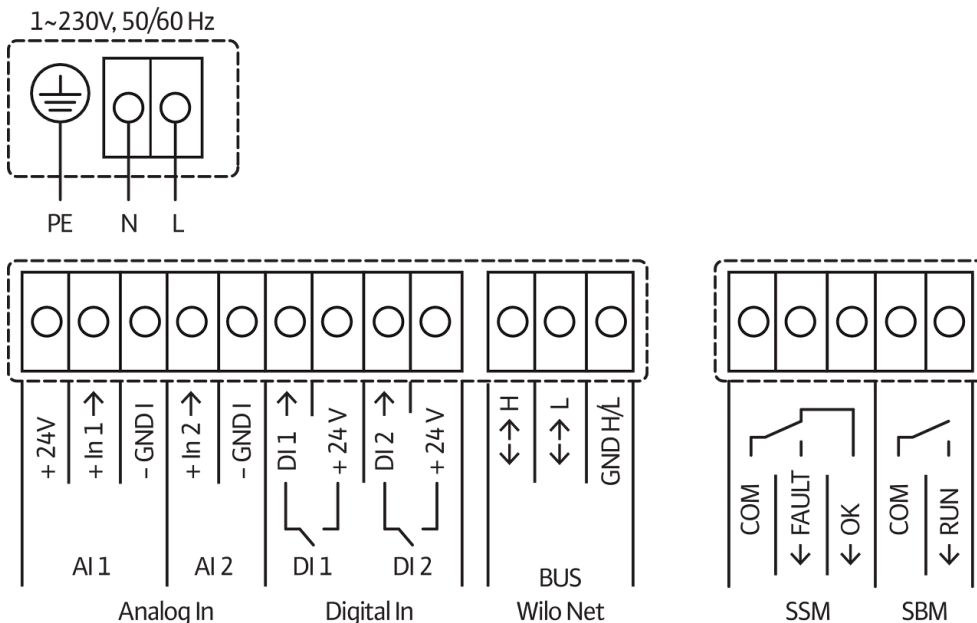 1~230V, 50/60 Hz
PE N L
+ 24V
+ In 1 →
- GND I
+ In 2 →
- GND I
DI 1 →
+ 24 V
DI 2 →
+ 24 V
H
L
GND H/L
COM
← FAULT
← OK
COM
← RUN
AI 1 AI 2 DI 1 DI 2 BUS
Analog In Digital In Wilo Net SSM SBM